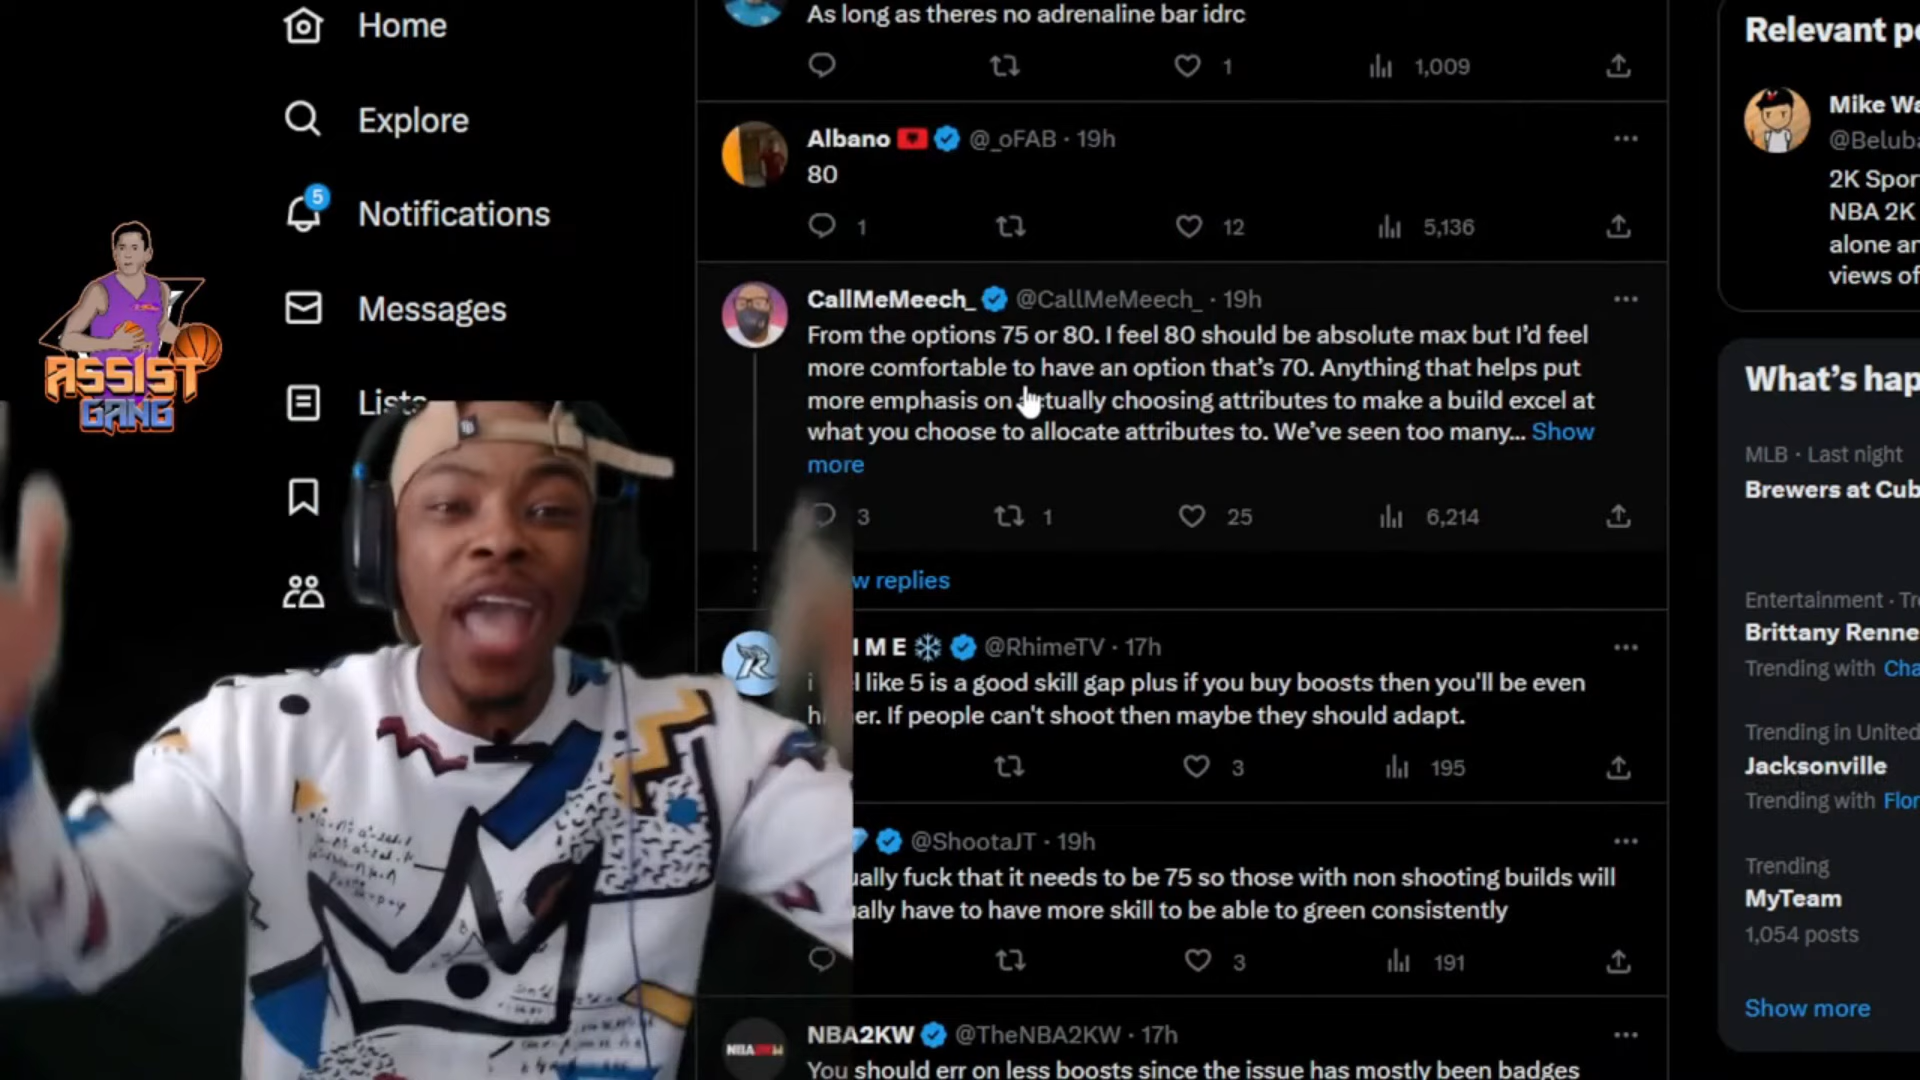 Home
Explore
5
Notifications
Messages
Lists
ASSIST
GANG
As long as theres no adrenaline bar idrc
1 1,009
Albano @_oFAB · 19h
80
1 12 5,136
CallMeMeech_ @CallMeMeech_ · 19h
From the options 75 or 80. I feel 80 should be absolute max but I'd feel
more comfortable to have an option that's 70. Anything that helps put
more emphasis on actually choosing attributes to make a build excel at
what you choose to allocate attributes to. We've seen too many... Show
more
3 1 25 6,214
w replies
I M E @RhimeTV · 17h
i l like 5 is a good skill gap plus if you buy boosts then you'll be even
h er. If people can't shoot then maybe they should adapt.
3 195
@ShootaJT · 19h
ually fuck that it needs to be 75 so those with non shooting builds will
ually have to have more skill to be able to green consistently
3 191
NBA2KW @TheNBA2KW · 17h
You should err on less boosts since the issue has mostly been badges
Relevant pe
Mike Wa
@Beluba
2K Spor
NBA 2K
alone an
views of
What's hap
MLB · Last night
Brewers at Cub
Entertainment · Tre
Brittany Renne
Trending with Cha
Trending in United
Jacksonville
Trending with Flor
Trending
MyTeam
1,054 posts
Show more